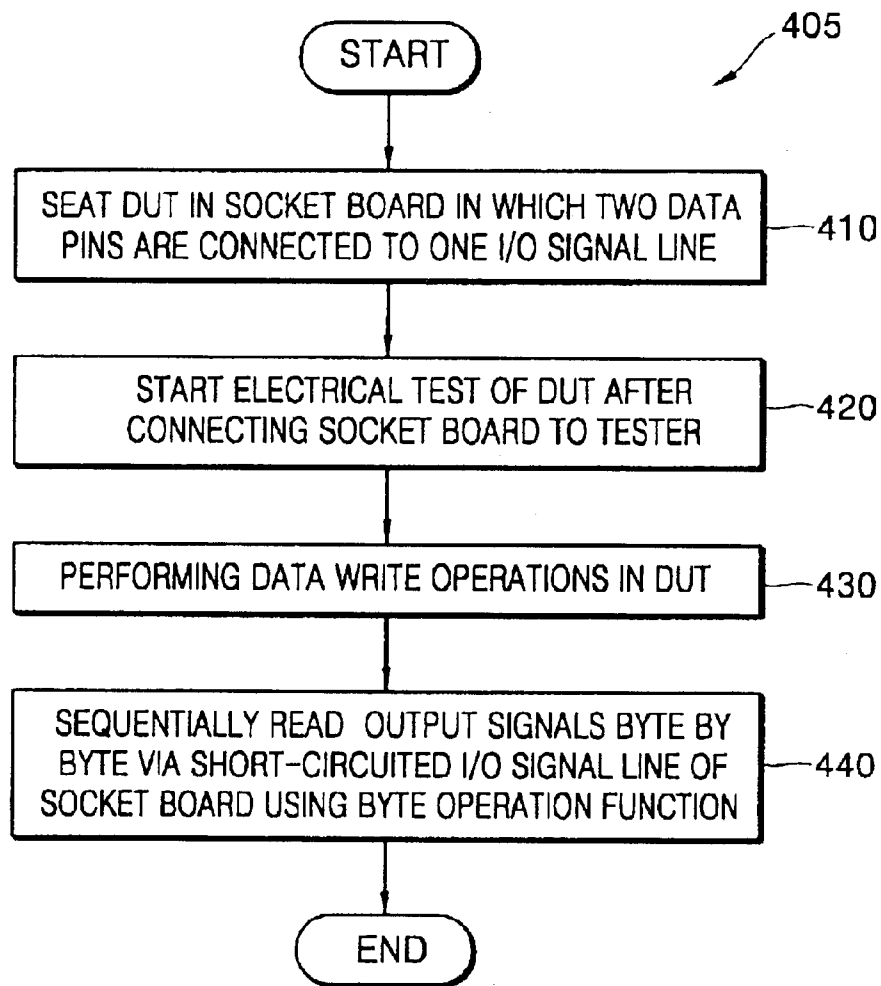 START
405
SEAT DUT IN SOCKET BOARD IN WHICH TWO DATA
PINS ARE CONNECTED TO ONE I/O SIGNAL LINE
410
START ELECTRICAL TEST OF DUT AFTER
CONNECTING SOCKET BOARD TO TESTER
420
PERFORMING DATA WRITE OPERATIONS IN DUT
430
SEQUENTIALLY READ OUTPUT SIGNALS BYTE BY
BYTE VIA SHORT-CIRCUITED I/O SIGNAL LINE OF
SOCKET BOARD USING BYTE OPERATION FUNCTION
440
END